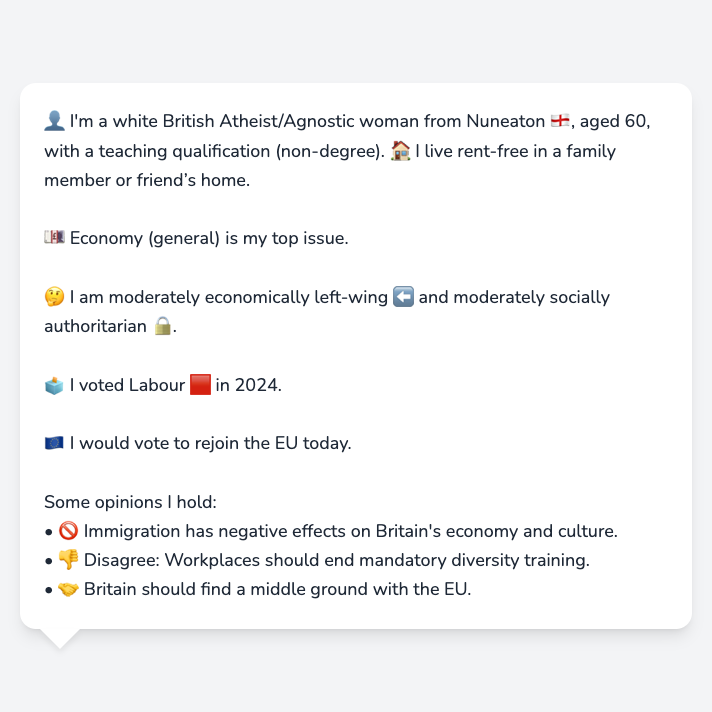 👤 I'm a white British Atheist/Agnostic woman from Nuneaton 🏴󠁧󠁢󠁥󠁮󠁧󠁿, aged 60,
with a teaching qualification (non-degree). 🏠 I live rent-free in a family
member or friend’s home.
💷 Economy (general) is my top issue.
🤔 I am moderately economically left-wing ⬅️ and moderately socially
authoritarian 🔒.
🗳️ I voted Labour 🟥 in 2024.
🇪🇺 I would vote to rejoin the EU today.
Some opinions I hold:
• 🚫 Immigration has negative effects on Britain's economy and culture.
• 👎 Disagree: Workplaces should end mandatory diversity training.
• 🤝 Britain should find a middle ground with the EU.